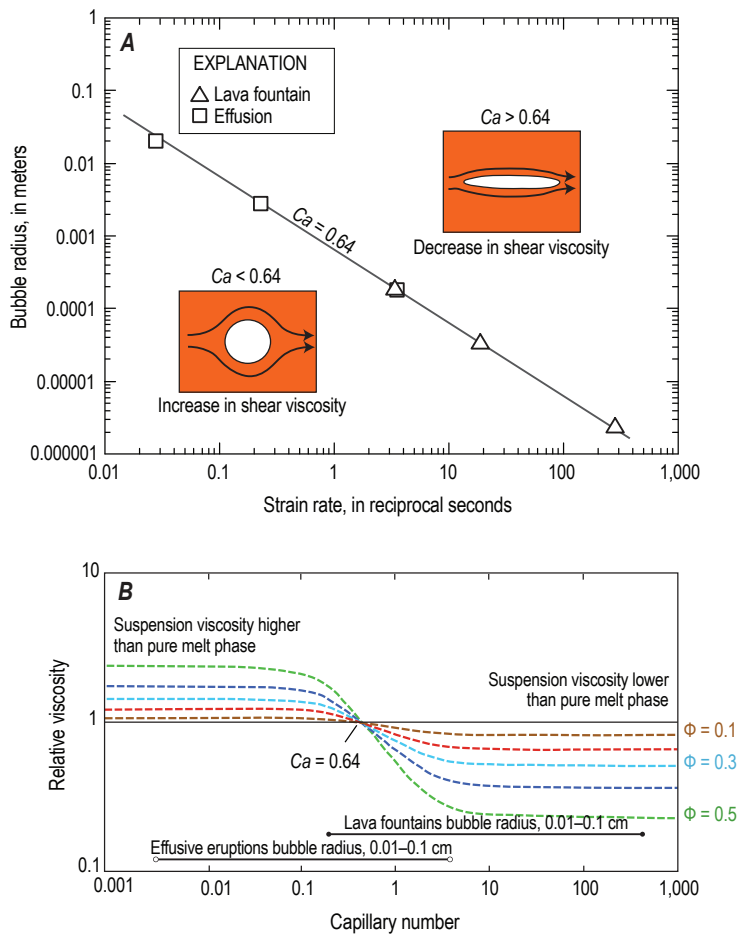 A
EXPLANATION
Lava fountain
Effusion
Ca > 0.64
Decrease in shear viscosity
Ca = 0.64
Ca < 0.64
Increase in shear viscosity
Bubble radius, in meters
1
0.1
0.01
0.001
0.0001
0.00001
0.000001
0.01
0.1
1
10
100
1,000
Strain rate, in reciprocal seconds
B
Suspension viscosity higher
than pure melt phase
Suspension viscosity lower
than pure melt phase
Ca = 0.64
Φ = 0.1
Φ = 0.3
Φ = 0.5
Lava fountains bubble radius, 0.01–0.1 cm
Effusive eruptions bubble radius, 0.01–0.1 cm
Relative viscosity
10
1
0.1
0.001
0.01
0.1
1
10
100
1,000
Capillary number